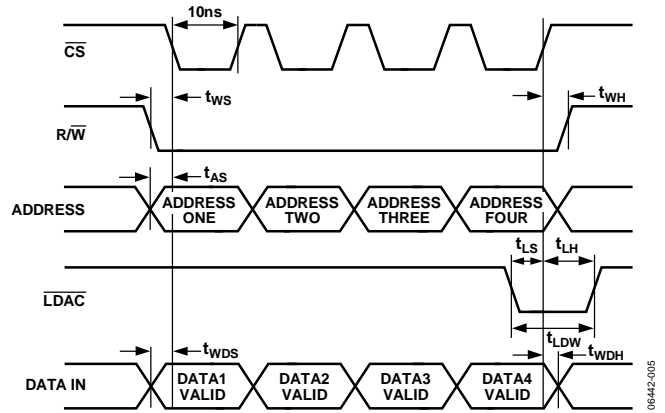 10ns
CS
tWS
tWH
R/W
tAS
ADDRESS
ADDRESS ONE
ADDRESS TWO
ADDRESS THREE
ADDRESS FOUR
tLS
tLH
LDAC
tLDW
tWDS
tWDH
DATA IN
DATA1 VALID
DATA2 VALID
DATA3 VALID
DATA4 VALID
06442-005